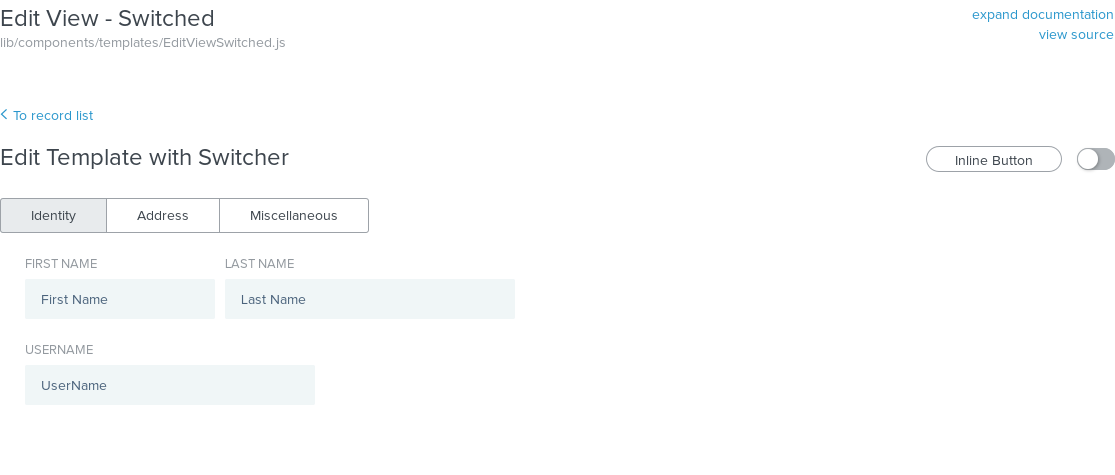 Edit View - Switched
expand documentation
lib/components/templates/EditViewSwitched.js
view source
To record list
Edit Template with Switcher
Inline Button
Identity Address Miscellaneous
FIRST NAME LAST NAME
First Name Last Name
USERNAME
UserName